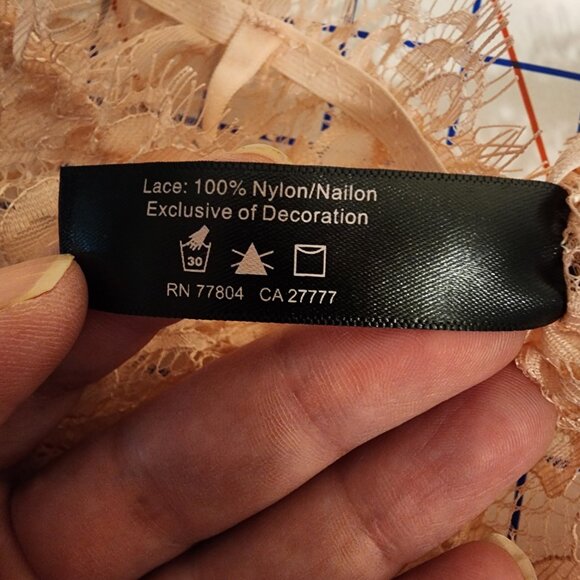 Lace: 100% Nylon/Nailon
Exclusive of Decoration
30
RN 77804 CA 27777